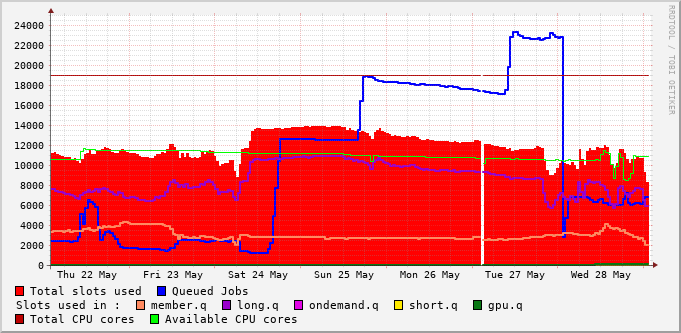 24000
22000
20000
18000
16000
14000
12000
10000
8000
6000
4000
2000
0
RRDTOOL / TOBI OETIKER
Thu 22 May Fri 23 May Sat 24 May Sun 25 May Mon 26 May Tue 27 May Wed 28 May
Total slots used Queued Jobs
Slots used in : member.q long.q ondemand.q short.q gpu.q
Total CPU cores Available CPU cores